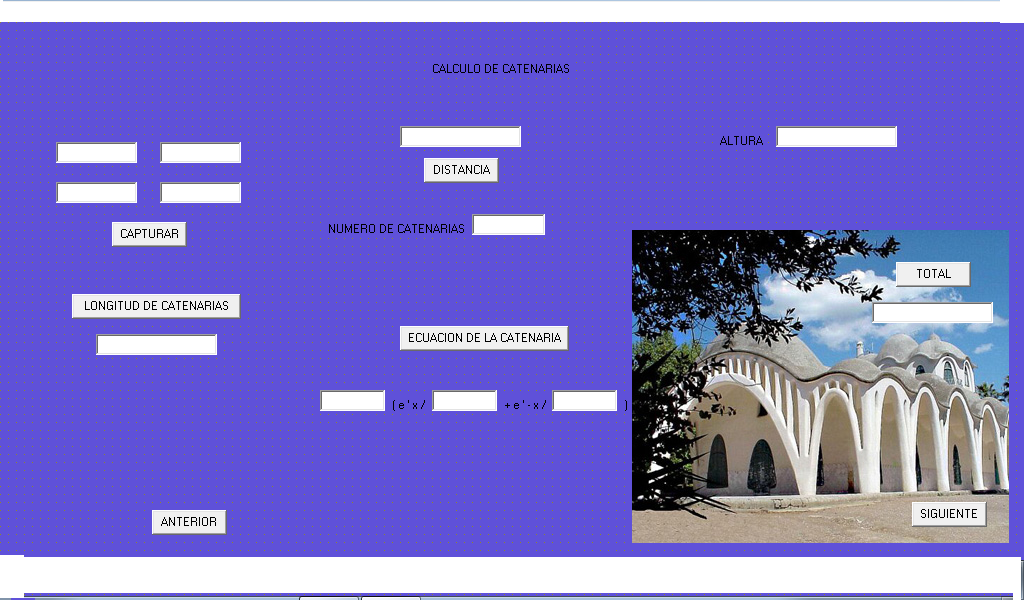 CALCULO DE CATENARIAS
ALTURA
DISTANCIA
CAPTURAR
NUMERO DE CATENARIAS
TOTAL
LONGITUD DE CATENARIAS
ECUACION DE LA CATENARIA
( e ' x / + e ' - x / )
ANTERIOR
SIGUIENTE